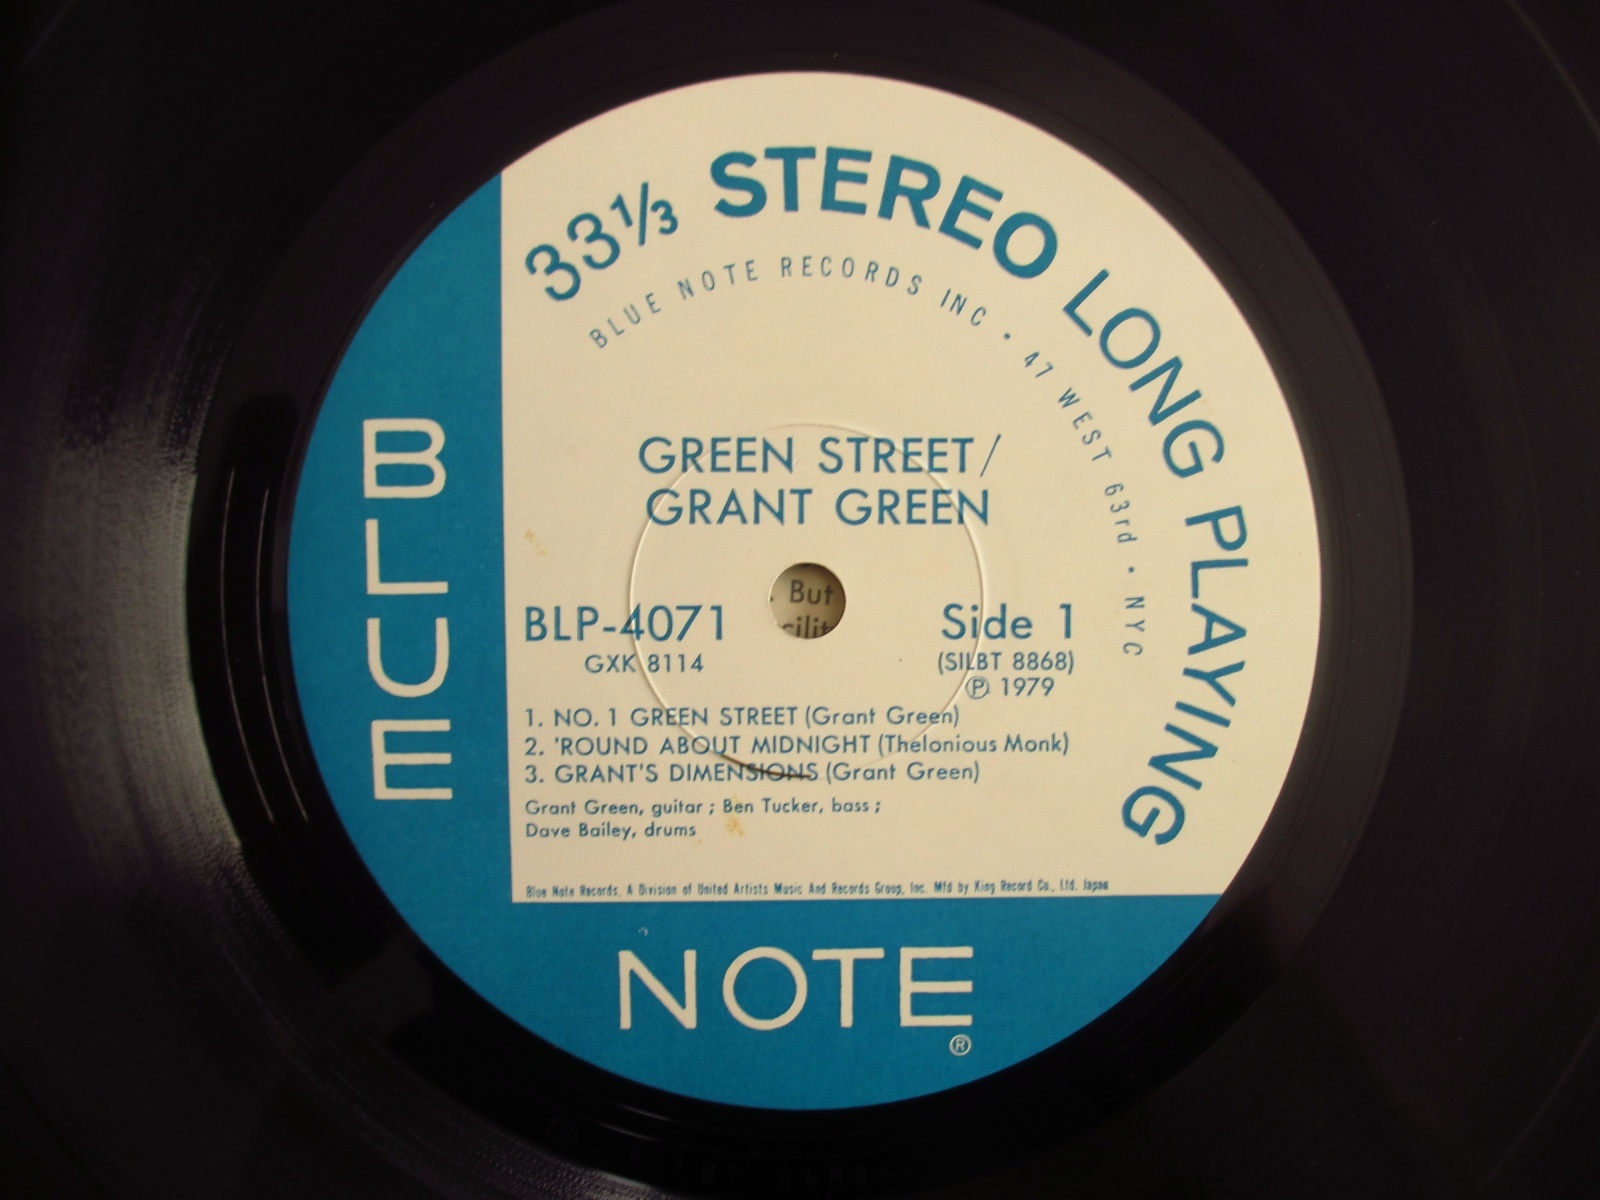 33⅓ STEREO LONG PLAYING
BLUE NOTE RECORDS INC • 47 WEST 63rd • NYC
GREEN STREET/
GRANT GREEN
But
BLP-4071
Side 1
GXK 8114
(SILBT 8868)
Ⓟ 1979
1. NO. 1 GREEN STREET (Grant Green)
2. 'ROUND ABOUT MIDNIGHT (Thelonious Monk)
3. GRANT'S DIMENSIONS (Grant Green)
Grant Green, guitar ; Ben Tucker, bass ;
Dave Bailey, drums
Blue Note Records, A Division of United Artists Music And Records Group, Inc. Mfd by King Record Co., Ltd. Japan
BLUE
NOTE®